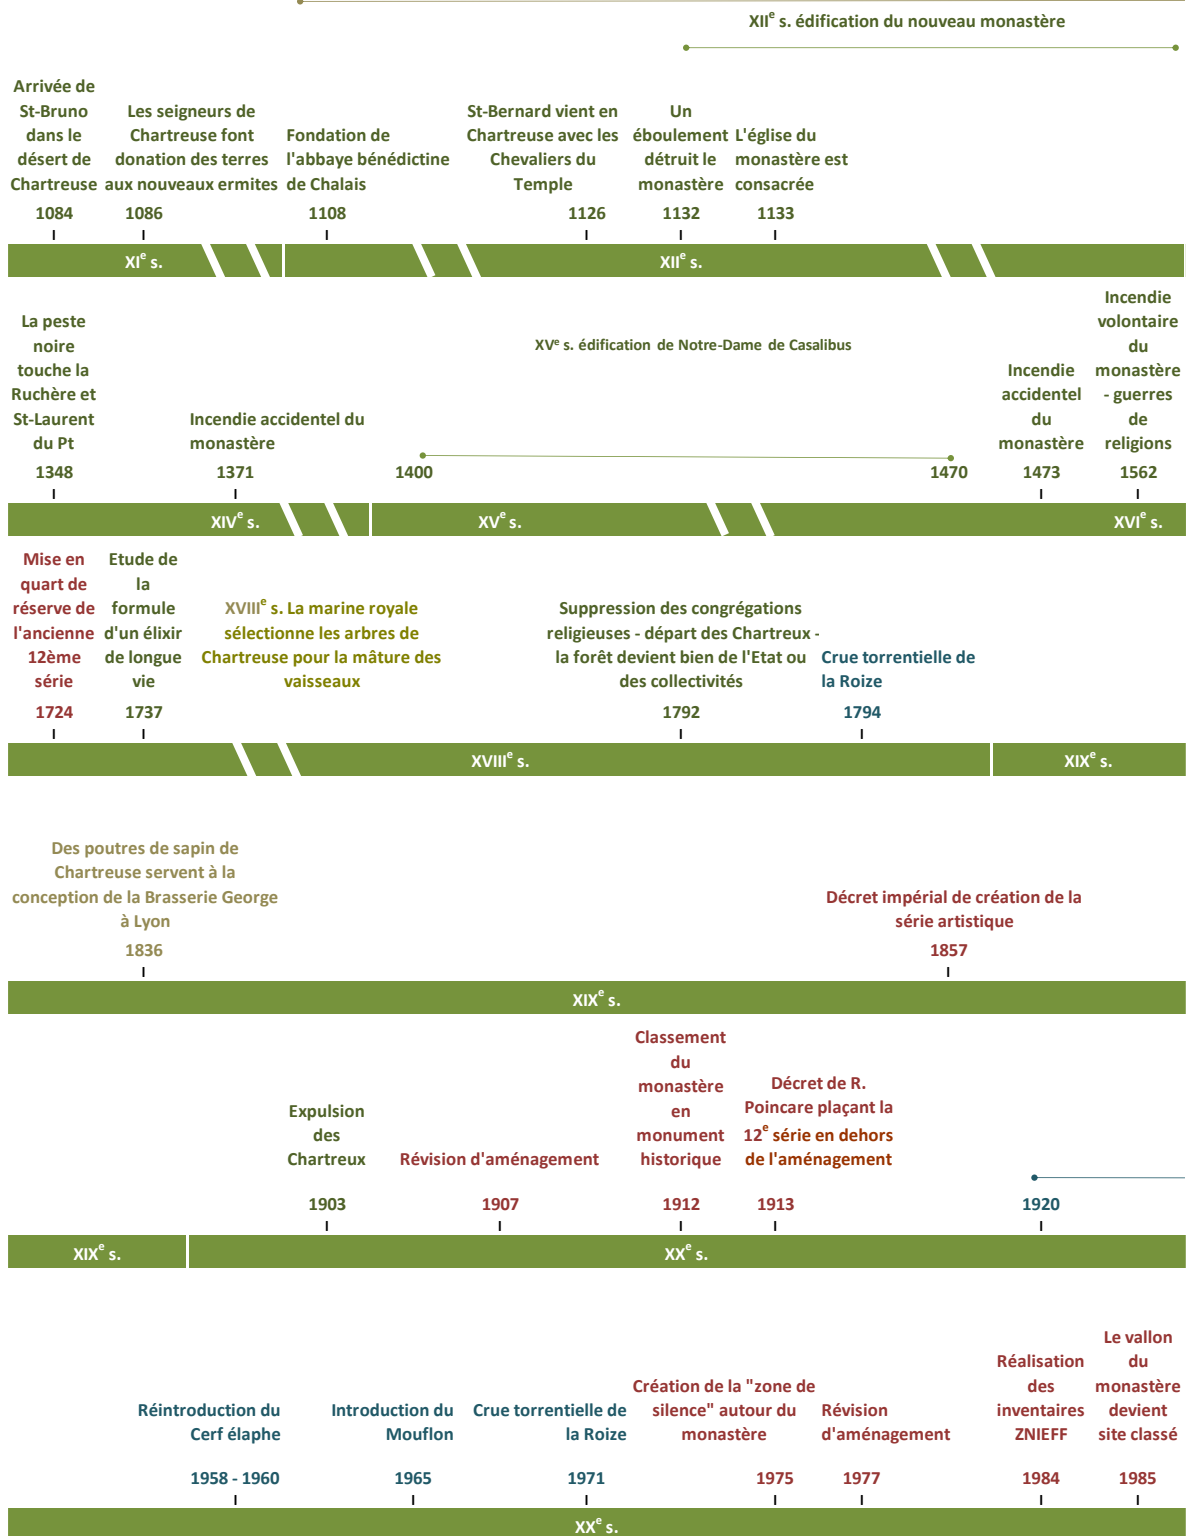 XIIe s. édification du nouveau monastère
Arrivée de
St-Bruno
dans le
désert de
Chartreuse
1084
Les seigneurs de
Chartreuse font
donation des terres
aux nouveaux ermites
1086
Fondation de
l'abbaye bénédictine
de Chalais
1108
St-Bernard vient en
Chartreuse avec les
Chevaliers du
Temple
1126
Un
éboulement
détruit le
monastère
1132
L'église du
monastère est
consacrée
1133
XIe s.
XIIe s.
La peste
noire
touche la
Ruchère et
St-Laurent
du Pt
1348
Incendie accidentel du
monastère
1371
XVe s. édification de Notre-Dame de Casalibus
1400
1470
Incendie
accidentel
du
monastère
1473
Incendie
volontaire
du
monastère
- guerres
de
religions
1562
XIVe s.
XVe s.
XVIe s.
Mise en
quart de
réserve de
l'ancienne
12ème
série
1724
Etude de
la
formule
d'un élixir
de longue
vie
1737
XVIIIe s. La marine royale
sélectionne les arbres de
Chartreuse pour la mâture des
vaisseaux
Suppression des congrégations
religieuses - départ des Chartreux -
la forêt devient bien de l'Etat ou
des collectivités
1792
Crue torrentielle de
la Roize
1794
XVIIIe s.
XIXe s.
Des poutres de sapin de
Chartreuse servent à la
conception de la Brasserie George
à Lyon
1836
Décret impérial de création de la
série artistique
1857
XIXe s.
Expulsion
des
Chartreux
1903
Révision d'aménagement
1907
Classement
du
monastère
en
monument
historique
1912
Décret de R.
Poincare plaçant la
12e série en dehors
de l'aménagement
1913
1920
XIXe s.
XXe s.
Réintroduction du
Cerf élaphe
1958 - 1960
Introduction du
Mouflon
1965
Crue torrentielle de
la Roize
1971
Création de la "zone de
silence" autour du
monastère
1975
Révision
d'aménagement
1977
Réalisation
des
inventaires
ZNIEFF
1984
Le vallon
du
monastère
devient
site classé
1985
XXe s.